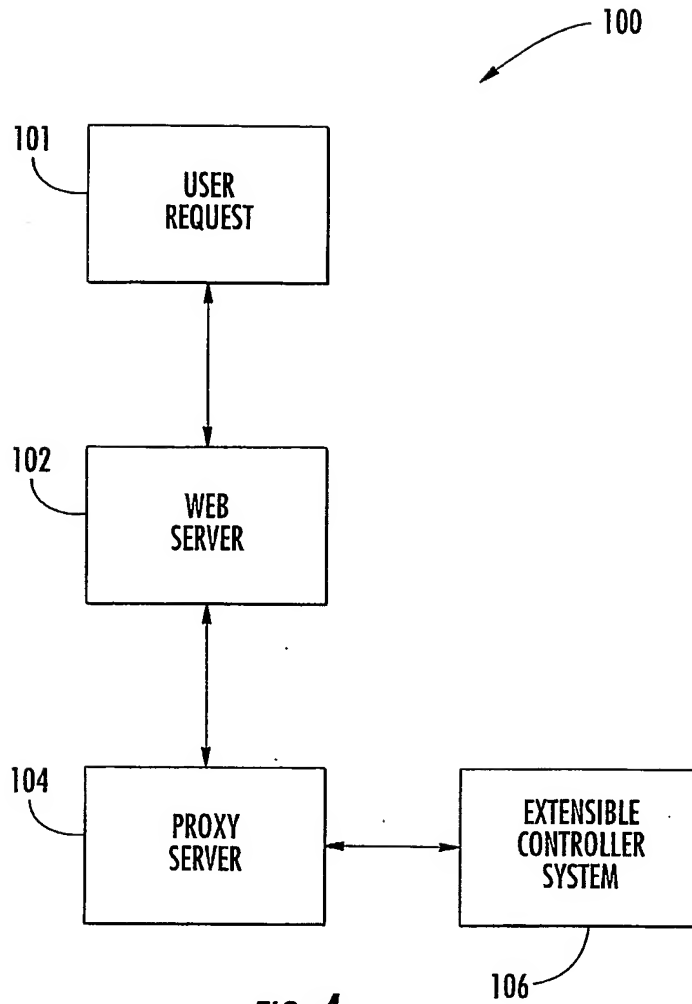 100
101
USER
REQUEST
102
WEB
SERVER
104
PROXY
SERVER
EXTENSIBLE
CONTROLLER
SYSTEM
106